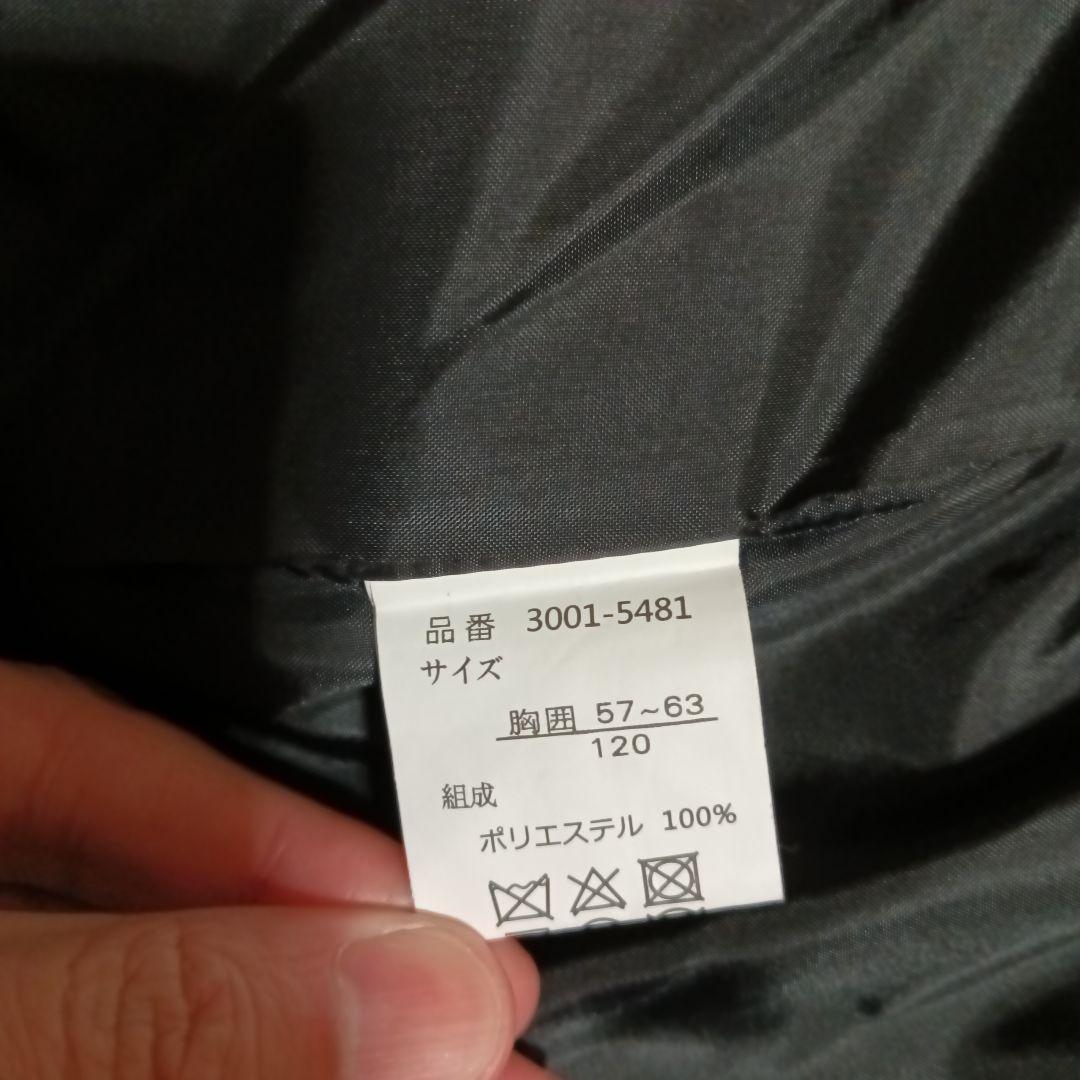 品番 3001-5481
サイズ
胸囲 57~63
120
組成
ポリエステル 100%